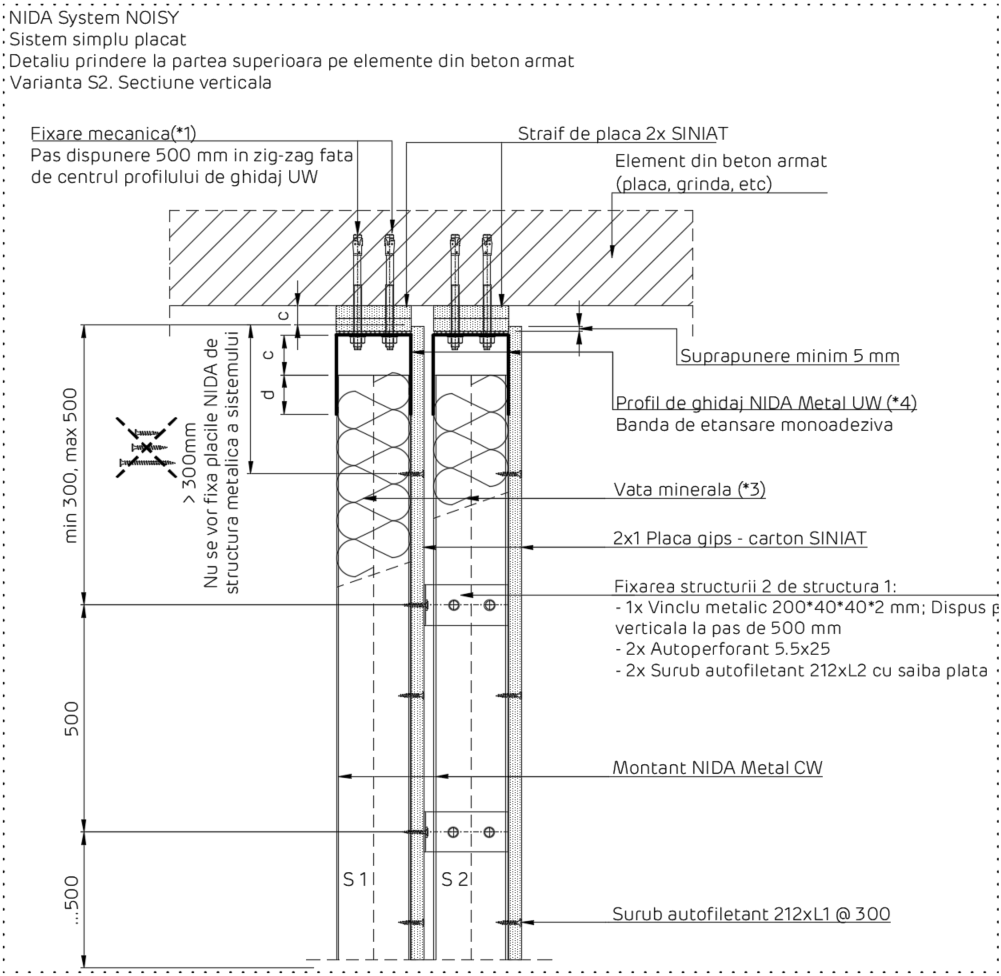 NIDA System NOISY
Sistem simplu placat
Detaliu prindere la partea superioara pe elemente din beton armat
Varianta S2. Sectiune verticala
Fixare mecanica(*1)
Pas dispunere 500 mm in zig-zag fata
de centrul profilului de ghidaj UW
Straif de placa 2x SINIAT
Element din beton armat
(placa, grinda, etc)
c
c
d
Suprapunere minim 5 mm
Profil de ghidaj NIDA Metal UW (*4)
Banda de etansare monoadeziva
min 300, max 500
> 300mm
Nu se vor fixa placile NIDA de
structura metalica a sistemului
Vata minerala (*3)
2x1 Placa gips - carton SINIAT
Fixarea structurii 2 de structura 1:
- 1x Vinclu metalic 200*40*40*2 mm; Dispus
verticala la pas de 500 mm
- 2x Autoperforant 5.5x25
- 2x Surub autofiletant 212xL2 cu saiba plata
500
Montant NIDA Metal CW
S 1
S 2
...500
Surub autofiletant 212xL1 @ 300